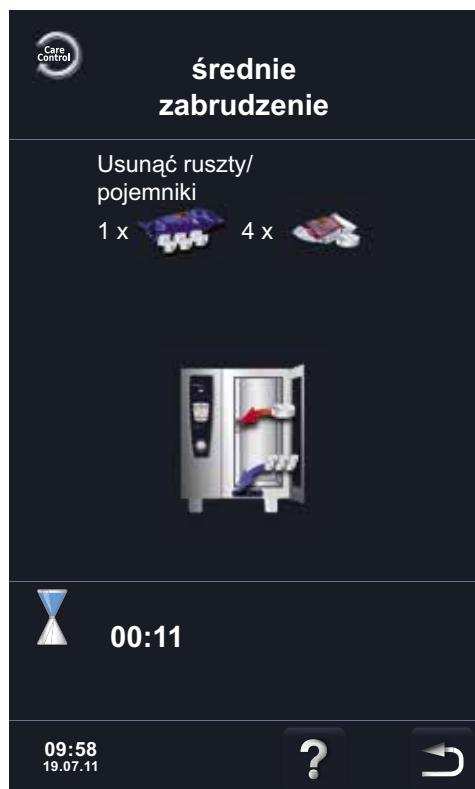 Care
Control
średnie
zabrudzenie
Usunąć ruszty/
pojemniki
1 x 4 x
00:11
?
09:58
19.07.11